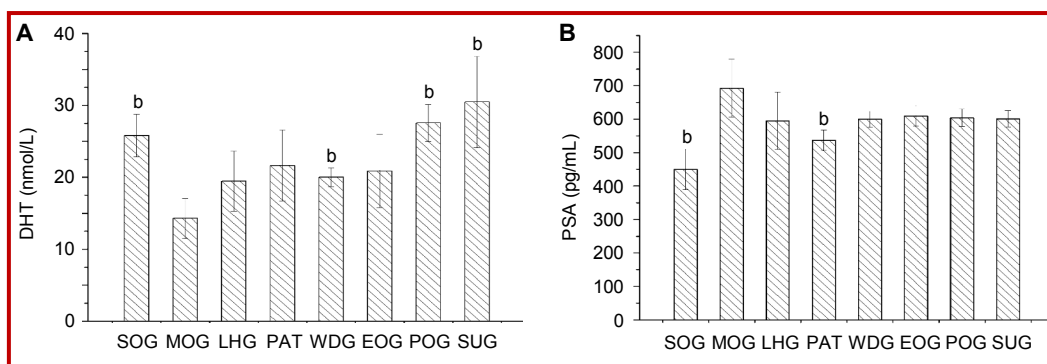 A
DHT (nmol/L)
40
30
20
10
0
b
b
b
b
SOG MOG LHG PAT WDG EOG POG SUG
B
PSA (pg/mL)
800
700
600
500
400
300
200
100
0
b
b
SOG MOG LHG PAT WDG EOG POG SUG